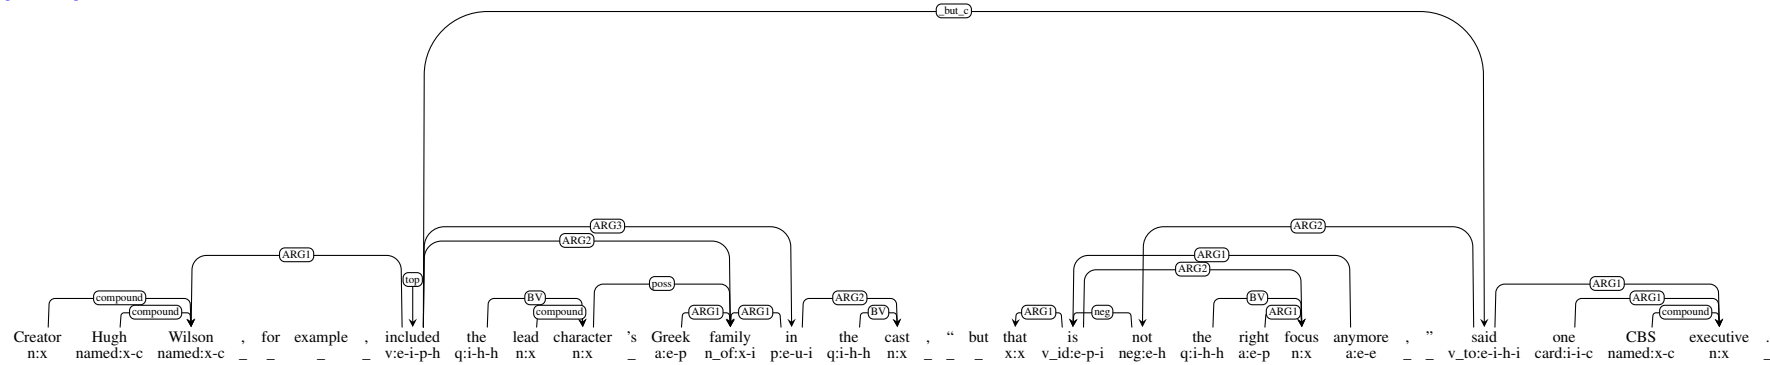 _but_c
ARG3 ARG2
ARG2 ARG1 ARG1
top ARG2
poss ARG1
compound BV ARG2 BV ARG1
compound compound ARG1 ARG1 BV ARG1 neg ARG1 compound
Creator Hugh Wilson , for example , included the lead character 's Greek family in the cast , “ but that is not the right focus anymore , ” said one CBS executive .
n:x named:x-c named:x-c _ _ _ _ v:e-i-p-h q:i-h-h n:x n:x _ a:e-p n_of:x-i p:e-u-i q:i-h-h n:x _ _ _ x:x v_id:e-p-i neg:e-h q:i-h-h a:e-p n:x a:e-e _ _ v_to:e-i-h-i card:i-i-c named:x-c n:x _